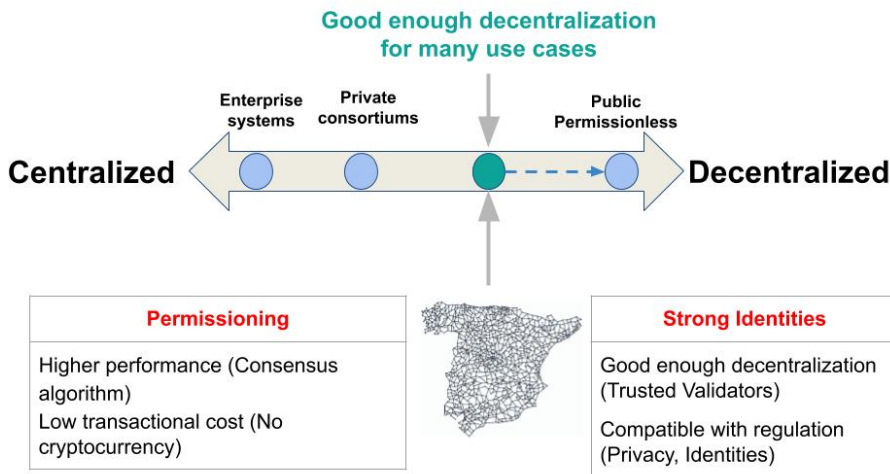 Good enough decentralization
for many use cases
Enterprise
systems
Private
consortiums
Public
Permissionless
Centralized
Decentralized
Permissioning
Higher performance (Consensus
algorithm)
Low transactional cost (No
cryptocurrency)
Strong Identities
Good enough decentralization
(Trusted Validators)
Compatible with regulation
(Privacy, Identities)